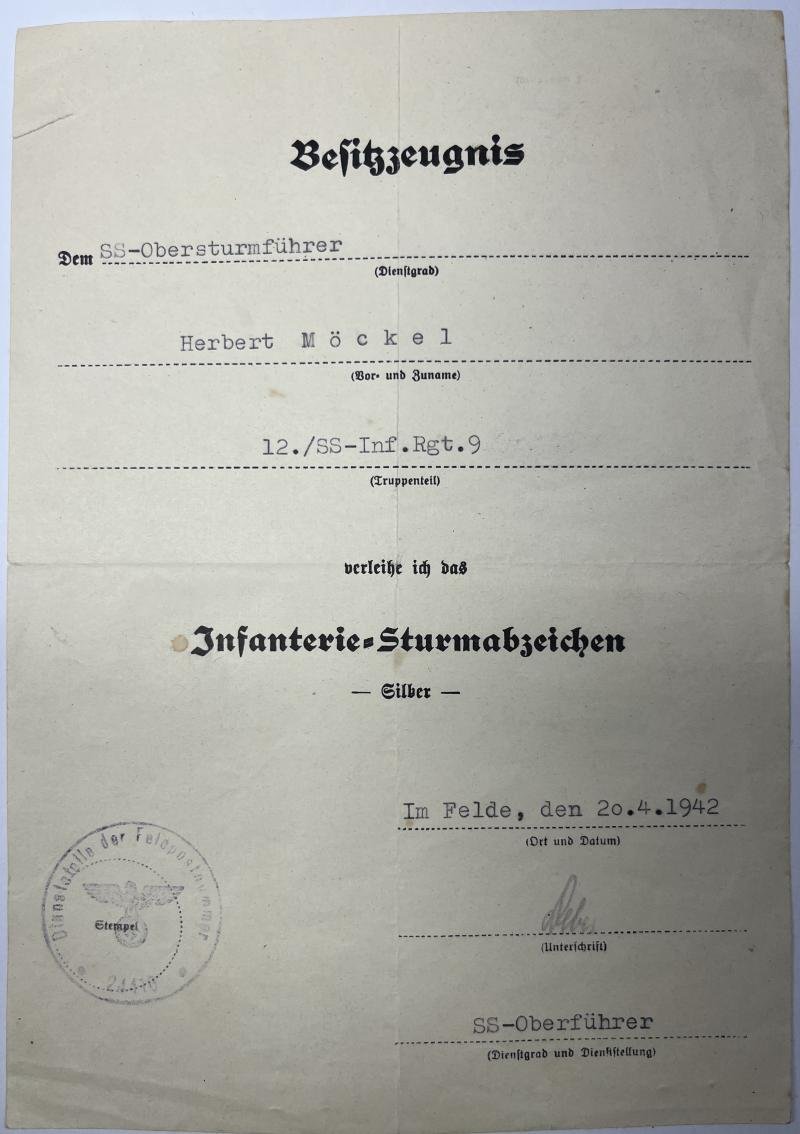 Besitzzeugnis
Dem SS-Obersturmführer
(Dienstgrad)
Herbert Möckel
(Vor- und Zuname)
12./SS-Inf.Rgt.9
(Truppenteil)
verleihe ich das
Infanterie-Sturmabzeichen
— Silber —
Im Felde, den 20.4.1942
(Ort und Datum)
Dienststelle der Feldpostnummer
Stempel
(Unterschrift)
SS-Oberführer
(Dienstgrad und Dienststellung)